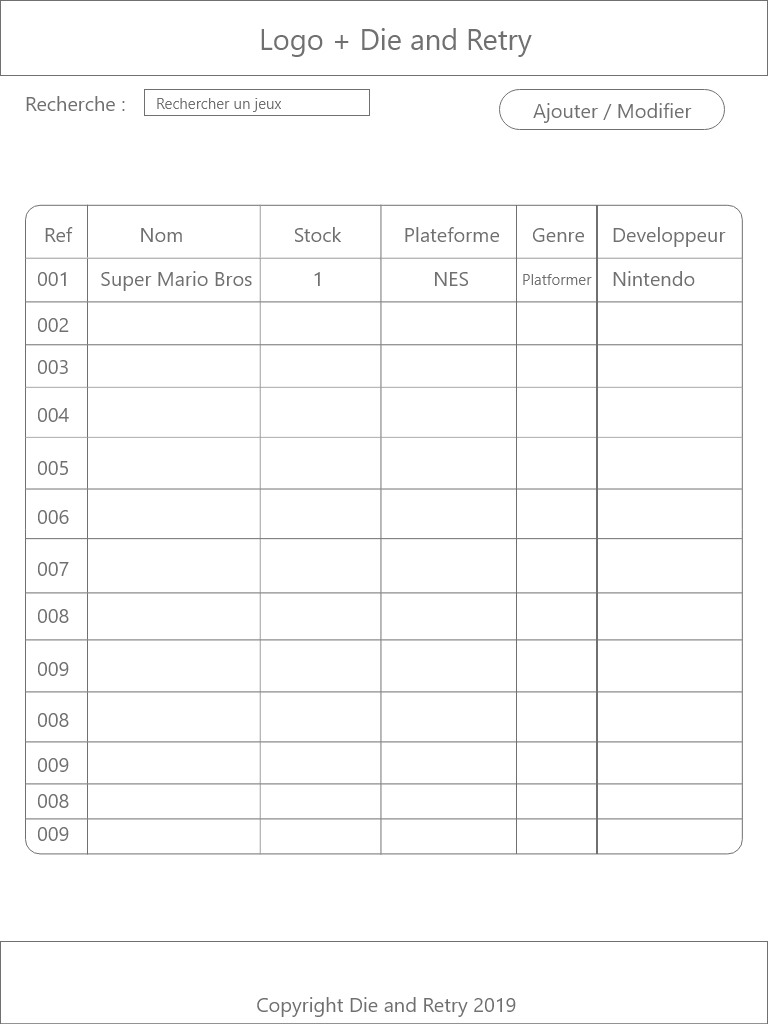 Logo + Die and Retry
Recherche : Rechercher un jeux Ajouter / Modifier
Ref Nom Stock Plateforme Genre Developpeur
001 Super Mario Bros 1 NES Platformer Nintendo
002
003
004
005
006
007
008
009
008
009
008
009
Copyright Die and Retry 2019